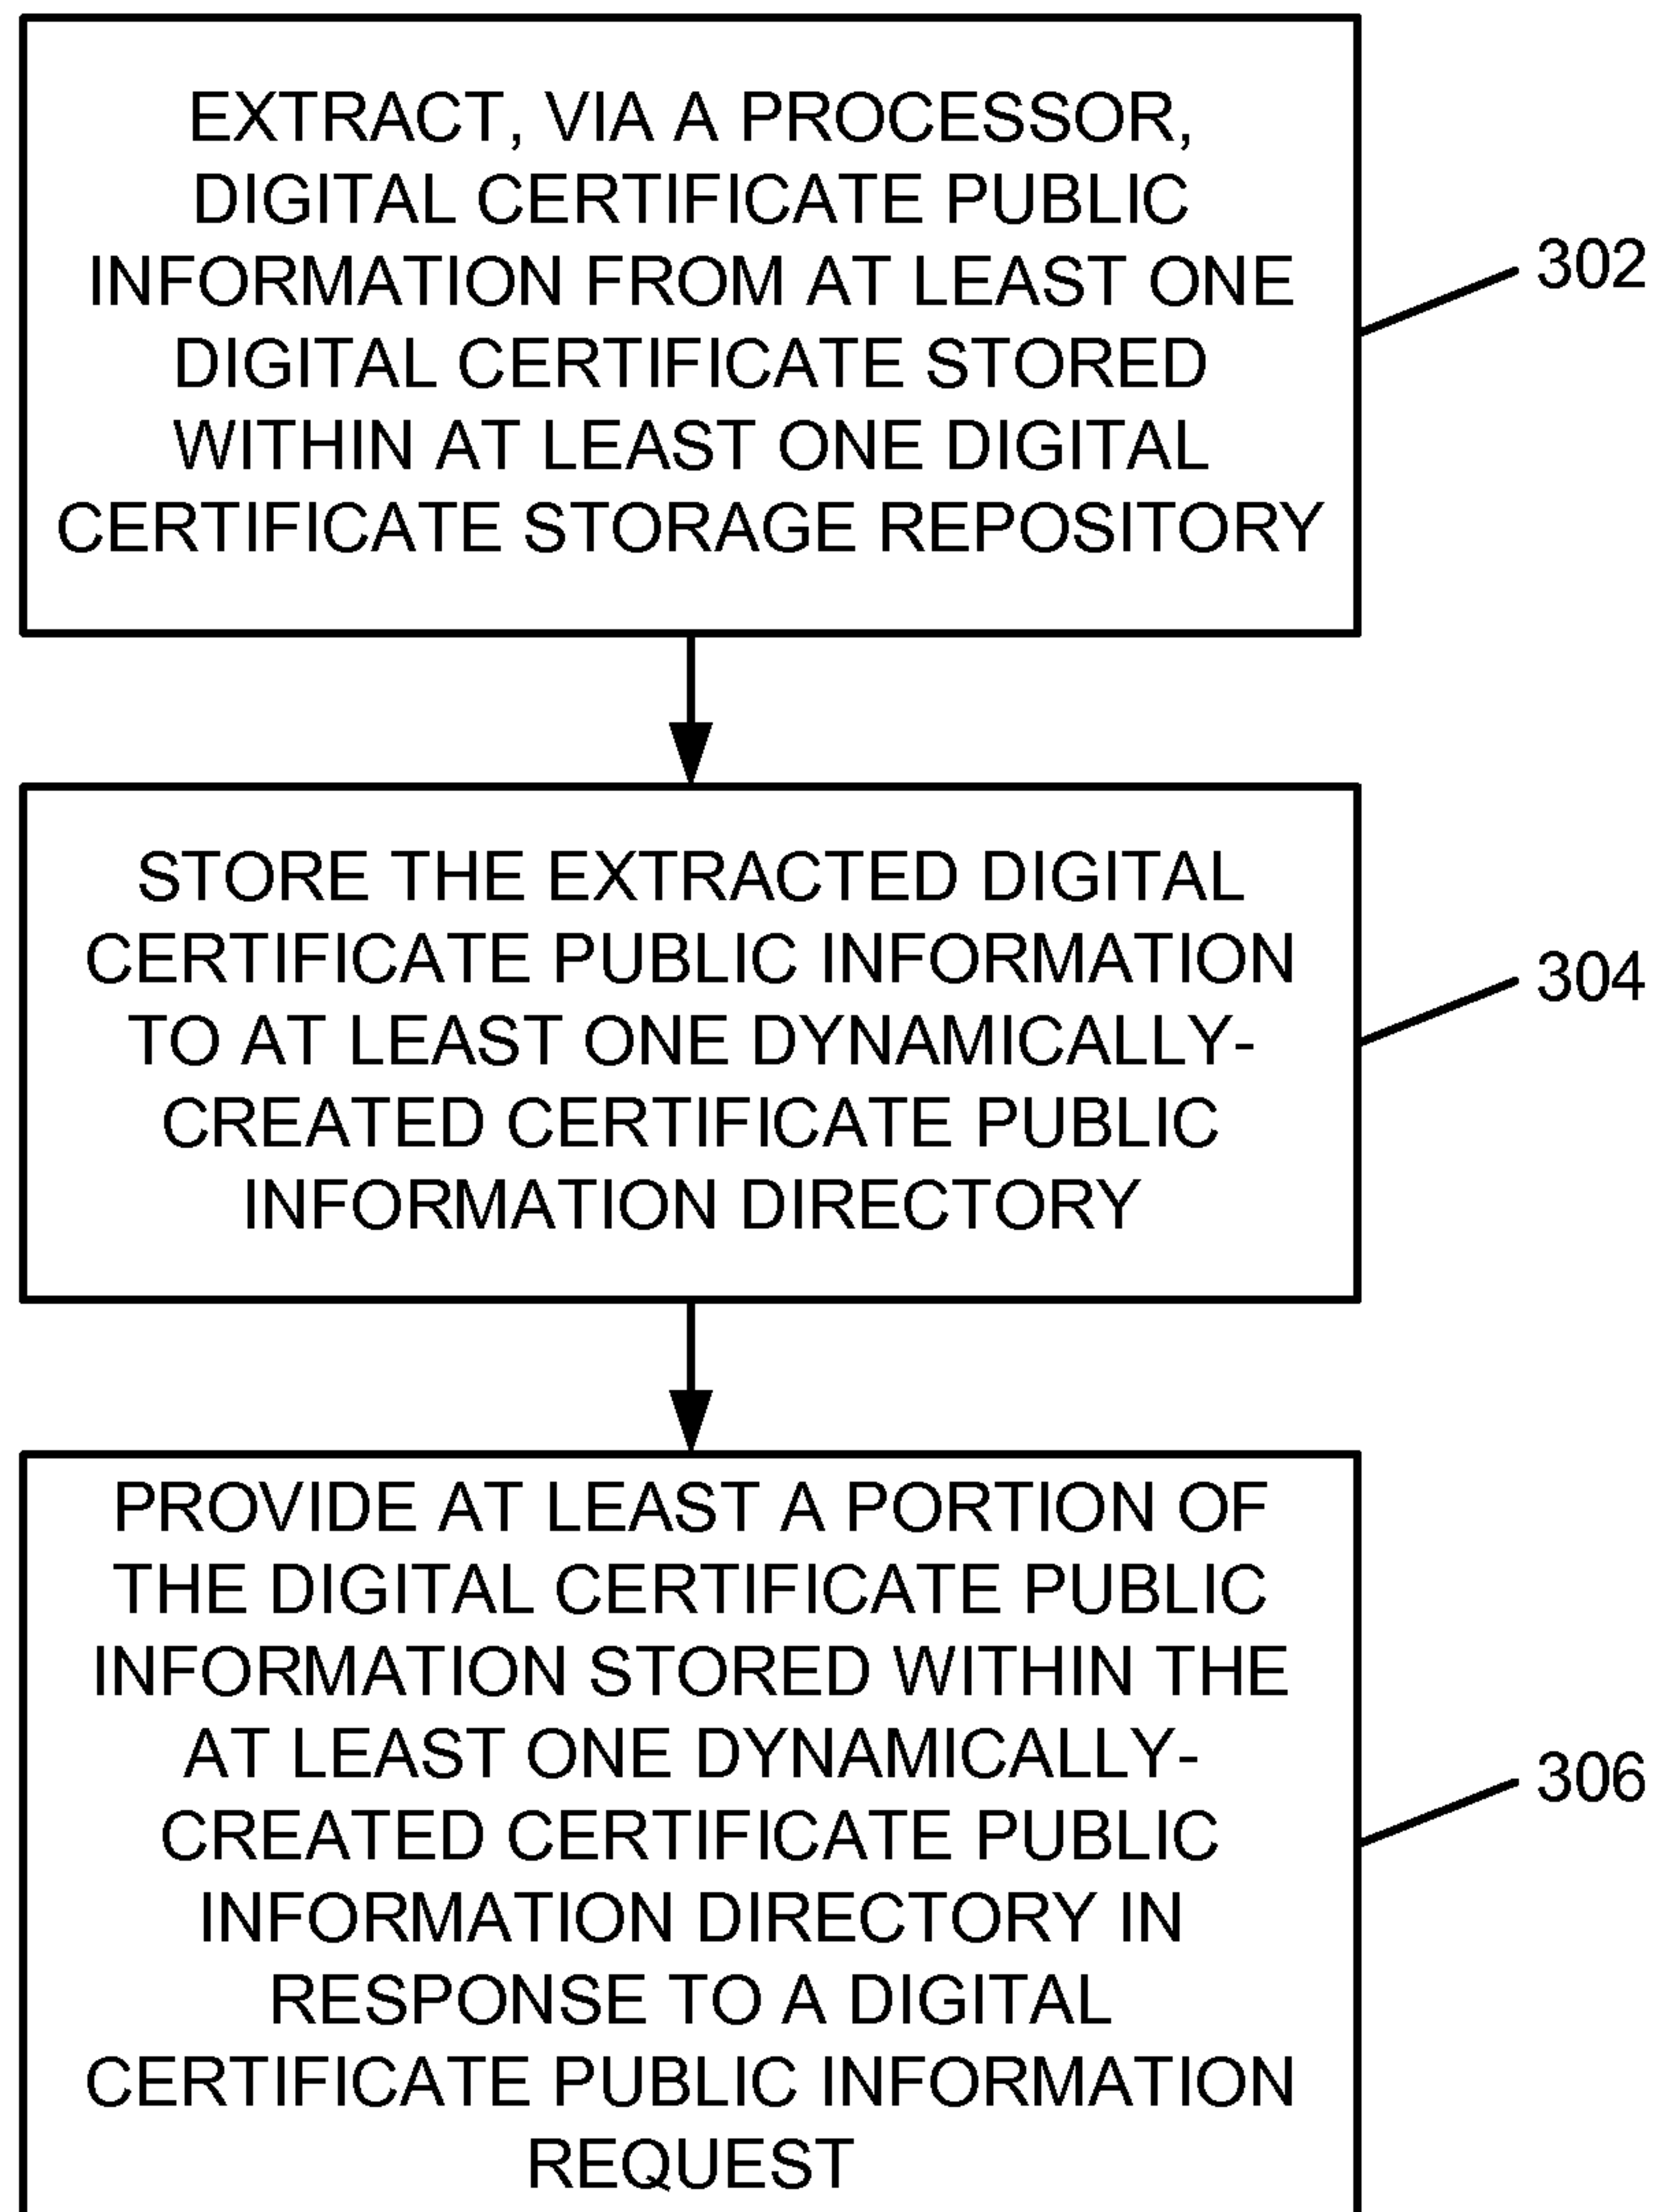 EXTRACT, VIA A PROCESSOR,
DIGITAL CERTIFICATE PUBLIC
INFORMATION FROM AT LEAST ONE
DIGITAL CERTIFICATE STORED
WITHIN AT LEAST ONE DIGITAL
CERTIFICATE STORAGE REPOSITORY
302
STORE THE EXTRACTED DIGITAL
CERTIFICATE PUBLIC INFORMATION
TO AT LEAST ONE DYNAMICALLY-
CREATED CERTIFICATE PUBLIC
INFORMATION DIRECTORY
304
PROVIDE AT LEAST A PORTION OF
THE DIGITAL CERTIFICATE PUBLIC
INFORMATION STORED WITHIN THE
AT LEAST ONE DYNAMICALLY-
CREATED CERTIFICATE PUBLIC
INFORMATION DIRECTORY IN
RESPONSE TO A DIGITAL
CERTIFICATE PUBLIC INFORMATION
REQUEST
306